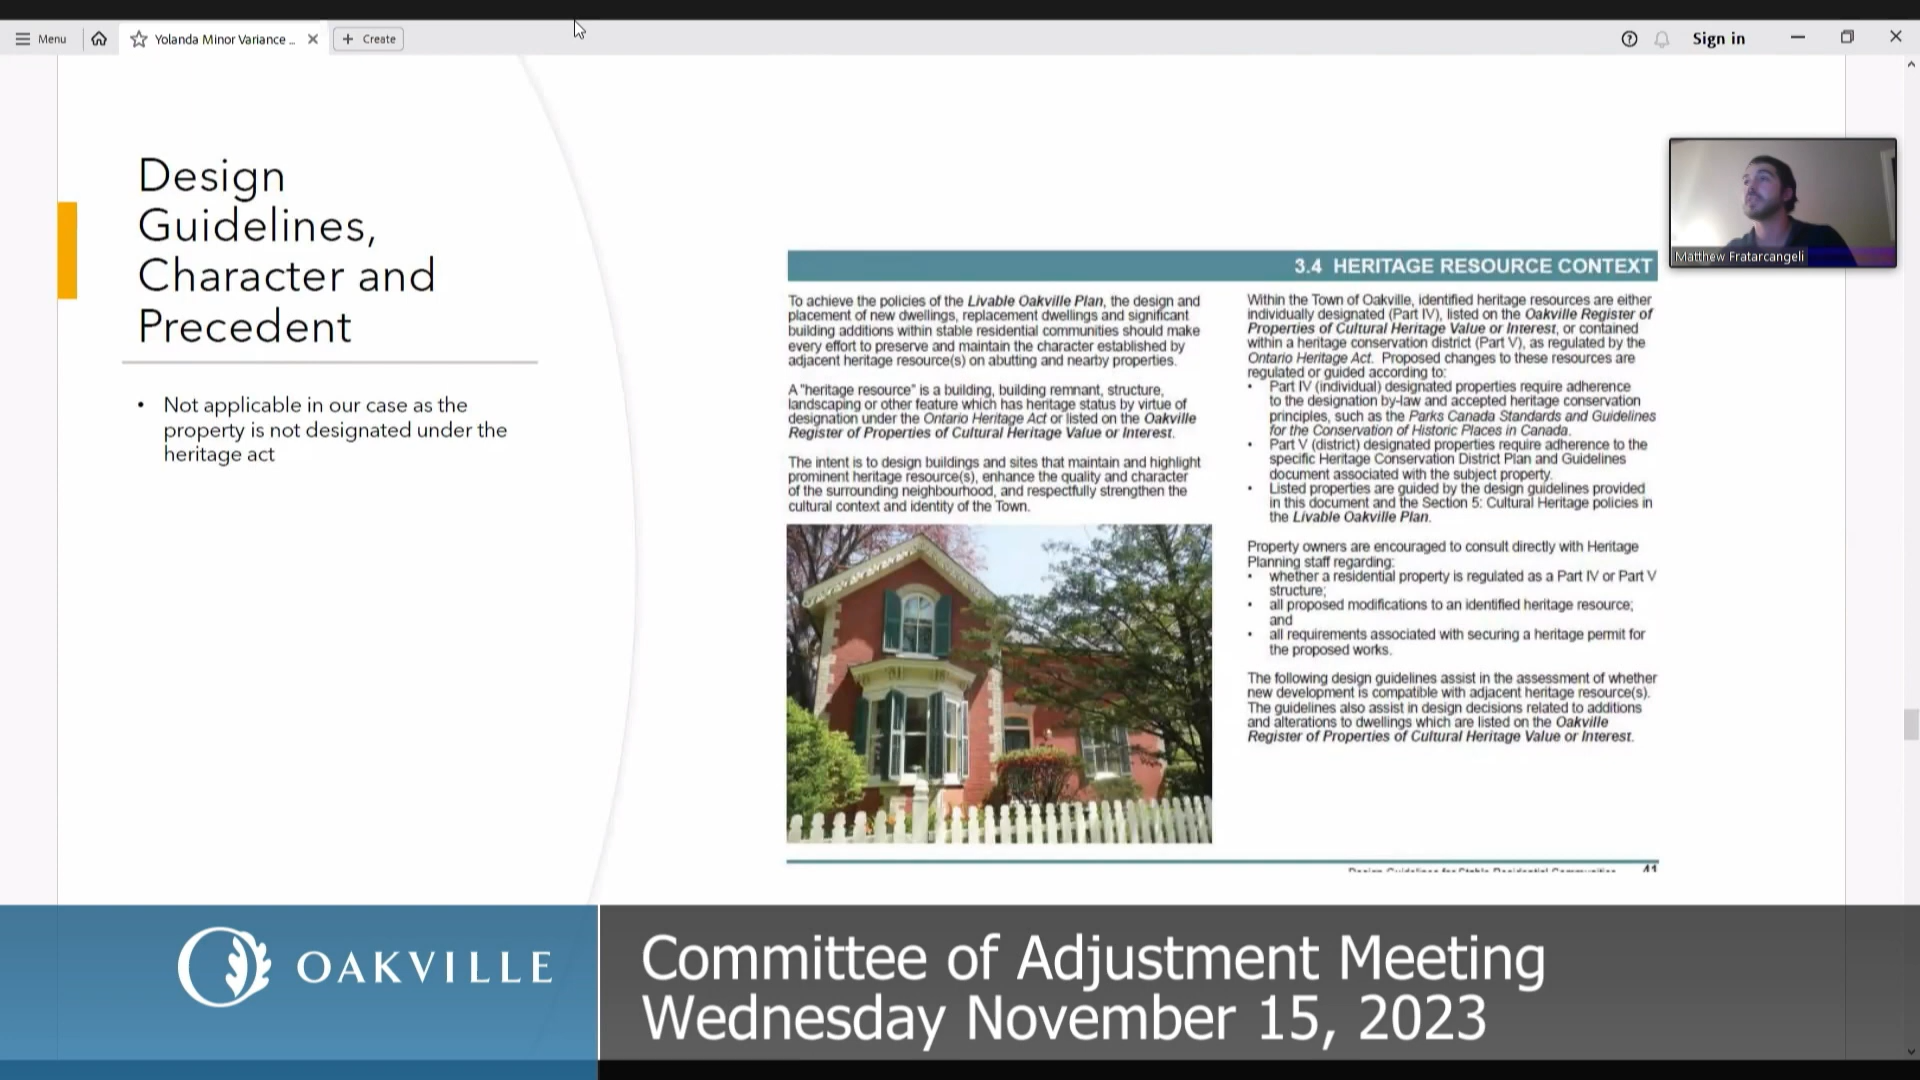 Menu
Yolanda Minor Variance ...
Create
Sign in
Design
Guidelines,
Character and
Precedent
• Not applicable in our case as the
property is not designated under the
heritage act
3.4 HERITAGE RESOURCE CONTEXT
To achieve the policies of the Livable Oakville Plan, the design and
placement of new dwellings, replacement dwellings and significant
building additions within stable residential communities should make
every effort to preserve and maintain the character established by
adjacent heritage resource(s) on abutting and nearby properties.
A "heritage resource" is a building, building remnant, structure,
landscaping or other feature which has heritage status by virtue of
designation under the Ontario Heritage Act or listed on the Oakville
Register of Properties of Cultural Heritage Value or Interest.
The intent is to design buildings and sites that maintain and highlight
prominent heritage resource(s), enhance the quality and character
of the surrounding neighbourhood, and respectfully strengthen the
cultural context and identity of the Town.
Within the Town of Oakville, identified heritage resources are either
individually designated (Part IV), listed on the Oakville Register of
Properties of Cultural Heritage Value or Interest, or contained
within a heritage conservation district (Part V), as regulated by the
Ontario Heritage Act. Proposed changes to these resources are
regulated or guided according to:
• Part IV (individual) designated properties require adherence
to the designation by-law and accepted heritage conservation
principles, such as the Parks Canada Standards and Guidelines
for the Conservation of Historic Places in Canada.
• Part V (district) designated properties require adherence to the
specific Heritage Conservation District Plan and Guidelines
document associated with the subject property.
• Listed properties are guided by the design guidelines provided
in this document and the Section 5: Cultural Heritage policies in
the Livable Oakville Plan.
Property owners are encouraged to consult directly with Heritage
Planning staff regarding:
• whether a residential property is regulated as a Part IV or Part V
structure;
• all proposed modifications to an identified heritage resource;
and
• all requirements associated with securing a heritage permit for
the proposed works.
The following design guidelines assist in the assessment of whether
new development is compatible with adjacent heritage resource(s).
The guidelines also assist in design decisions related to additions
and alterations to dwellings which are listed on the Oakville
Register of Properties of Cultural Heritage Value or Interest.
Design Guidelines for Stable Residential Communities 41
Matthew Fratarcangeli
OAKVILLE
Committee of Adjustment Meeting
Wednesday November 15, 2023